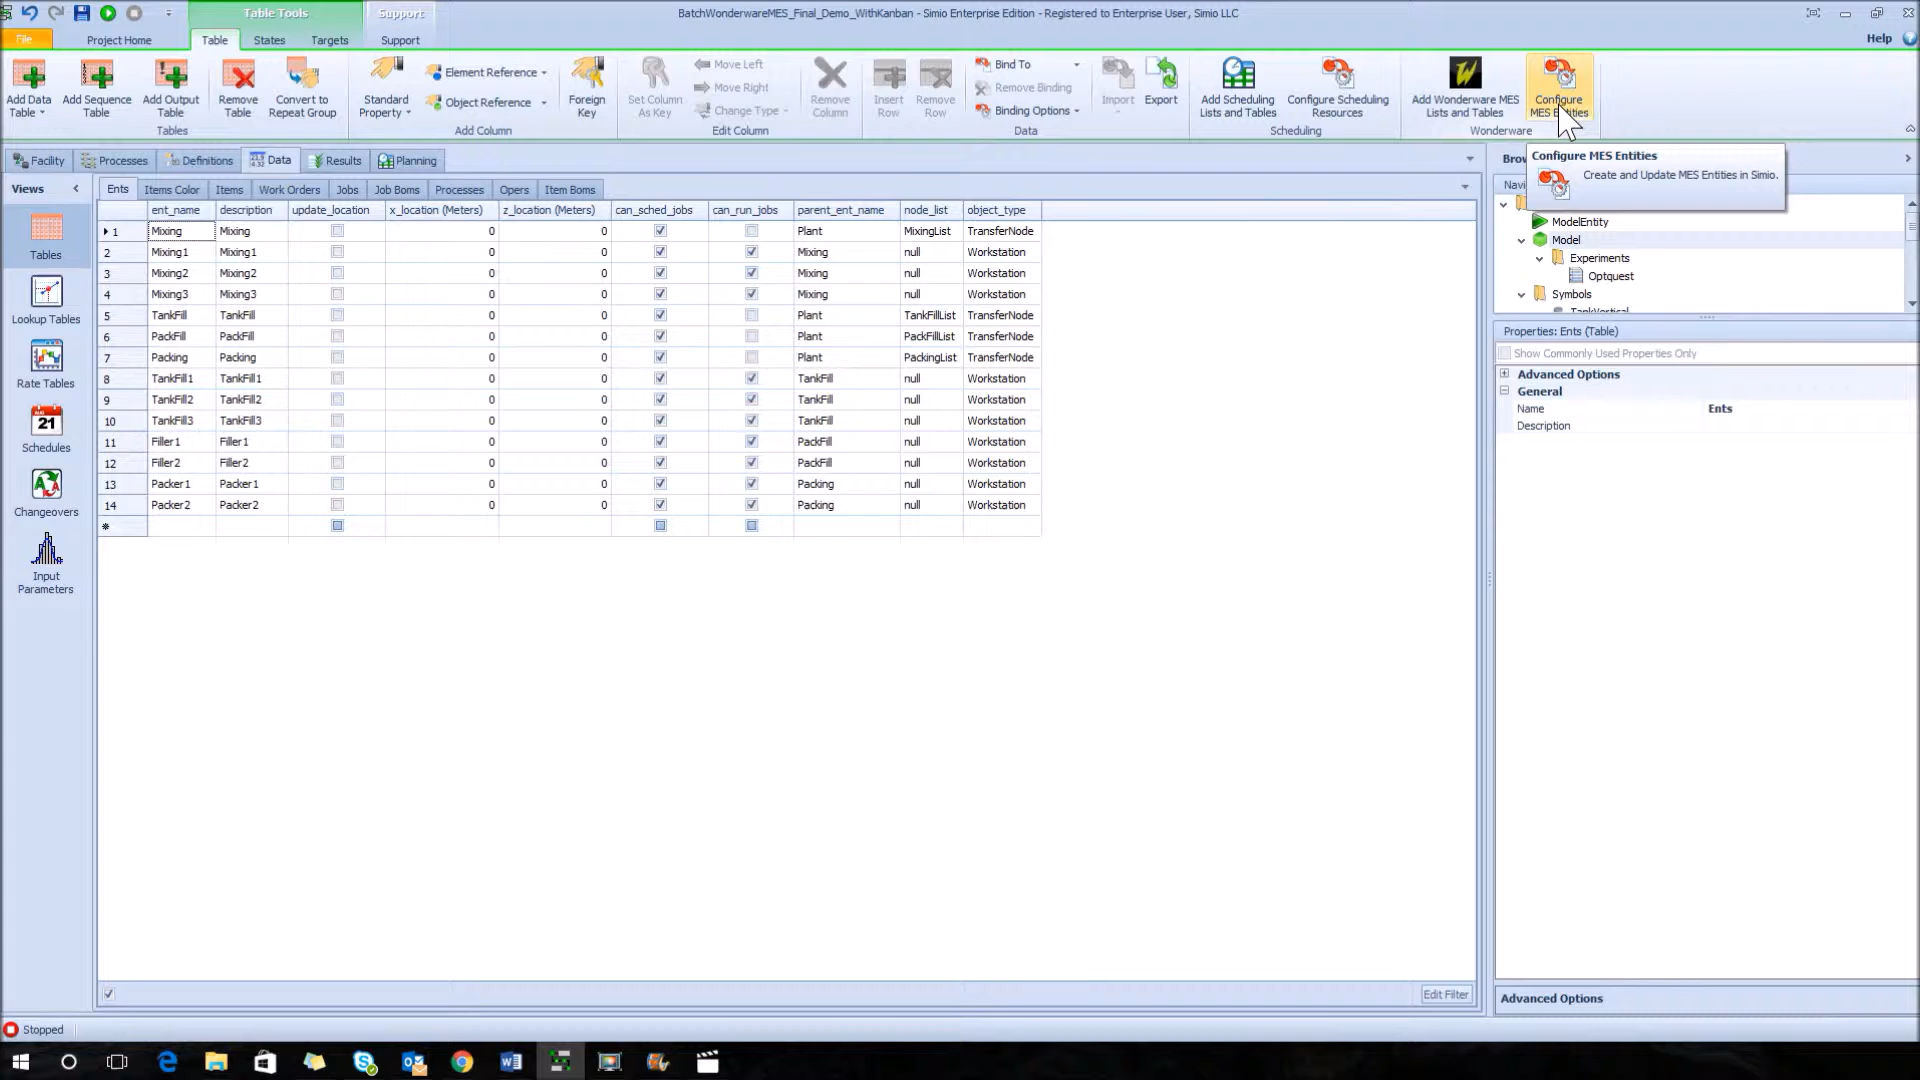 Table Tools
Support
BatchWonderwareMES_Final_Demo_WithKanban - Simio Enterprise Edition - Registered to Enterprise User, Simio LLC
File
Project Home
Table
States
Targets
Support
Help
Add Data Table
Add Sequence Table
Add Output Table
Remove Table
Convert to Repeat Group
Tables
Standard Property
Element Reference
Object Reference
Foreign Key
Add Column
Set Column As Key
Move Left
Move Right
Change Type
Remove Column
Edit Column
Insert Row
Remove Row
Bind To
Remove Binding
Binding Options
Import
Export
Data
Add Scheduling Lists and Tables
Configure Scheduling Resources
Scheduling
Add Wonderware MES Lists and Tables
Configure MES Entities
Wonderware
Configure MES Entities
Create and Update MES Entities in Simio.
Facility
Processes
Definitions
Data
Results
Planning
Views
Tables
Lookup Tables
Rate Tables
21
Schedules
Changeovers
Input Parameters
Ents Items Color Items Work Orders Jobs Job Boms Processes Opers Item Boms
ent_name description update_location x_location (Meters) z_location (Meters) can_sched_jobs can_run_jobs parent_ent_name node_list object_type
1 Mixing Mixing 0 0 Plant MixingList TransferNode
2 Mixing1 Mixing1 0 0 Mixing null Workstation
3 Mixing2 Mixing2 0 0 Mixing null Workstation
4 Mixing3 Mixing3 0 0 Mixing null Workstation
5 TankFill TankFill 0 0 Plant TankFillList TransferNode
6 PackFill PackFill 0 0 Plant PackFillList TransferNode
7 Packing Packing 0 0 Plant PackingList TransferNode
8 TankFill1 TankFill1 0 0 TankFill null Workstation
9 TankFill2 TankFill2 0 0 TankFill null Workstation
10 TankFill3 TankFill3 0 0 TankFill null Workstation
11 Filler1 Filler1 0 0 PackFill null Workstation
12 Filler2 Filler2 0 0 PackFill null Workstation
13 Packer1 Packer1 0 0 Packing null Workstation
14 Packer2 Packer2 0 0 Packing null Workstation
Edit Filter
ModelEntity
Model
Experiments
Optquest
Symbols
Properties: Ents (Table)
Show Commonly Used Properties Only
Advanced Options
General
Name Ents
Description
Advanced Options
Stopped